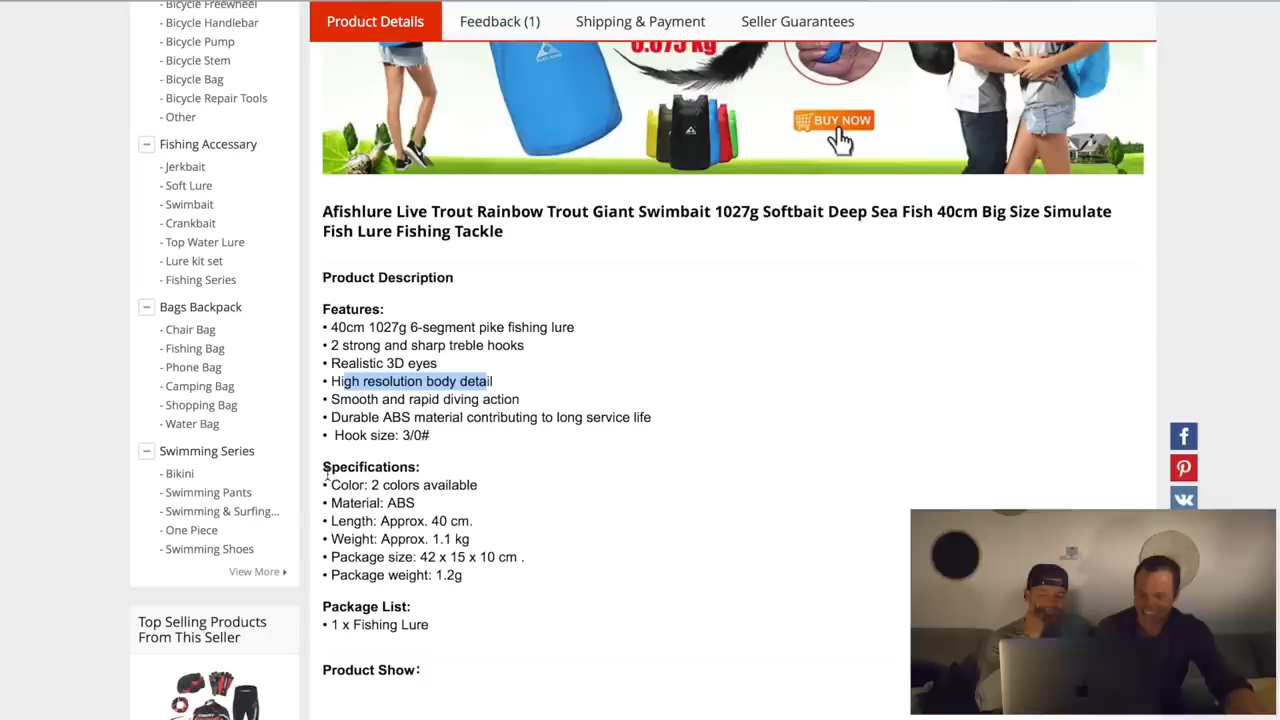 Bicycle Freewheel
- Bicycle Handlbar
- Bicycle Pump
- Bicycle Stem
- Bicycle Bag
- Bicycle Repair Tools
- Other
Fishing Accessary
- Jerkbait
- Soft Lure
- Swimbait
- Crankbait
- Top Water Lure
- Lure kit set
- Fishing Series
Bags Backpack
- Chair Bag
- Fishing Bag
- Phone Bag
- Camping Bag
- Shopping Bag
- Water Bag
Swimming Series
- Bikini
- Swimming Pants
- Swimming & Surfing...
- One Piece
- Swimming Shoes
View More
Top Selling Products
From This Seller
Product Details
Feedback (1)
Shipping & Payment
Seller Guarantees
0.075 kg
BUY NOW
Afishlure Live Trout Rainbow Trout Giant Swimbait 1027g Softbait Deep Sea Fish 40cm Big Size Simulate
Fish Lure Fishing Tackle
Product Description
Features:
• 40cm 1027g 6-segment pike fishing lure
• 2 strong and sharp treble hooks
• Realistic 3D eyes
• High resolution body detail
• Smooth and rapid diving action
• Durable ABS material contributing to long service life
• Hook size: 3/0#
Specifications:
• Color: 2 colors available
• Material: ABS
• Length: Approx. 40 cm.
• Weight: Approx. 1.1 kg
• Package size: 42 x 15 x 10 cm .
• Package weight: 1.2g
Package List:
• 1 x Fishing Lure
Product Show: